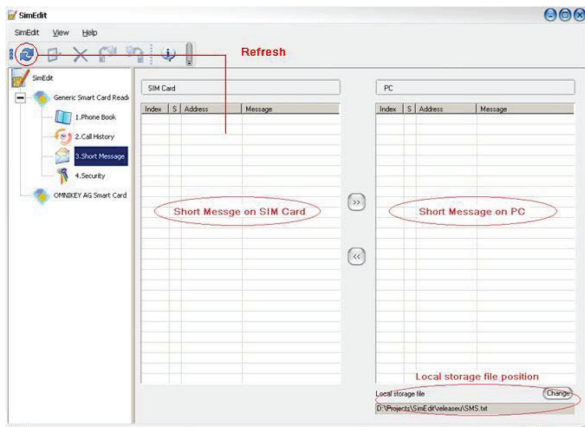 SimEdit
SimEdit View Help
Refresh
SimEdit
Generic Smart Card Readi
1.Phone Book
2.Call History
3.Short Message
4.Security
OMNIKEY AG Smart Card
SIM Card
Index S Address Message
Short Messge on SIM Card
>>
<<
PC
Index S Address Message
Short Message on PC
Local storage file position
Local storage file
Change
D:\Projects\SimEdit\releaseu\SMS.txt